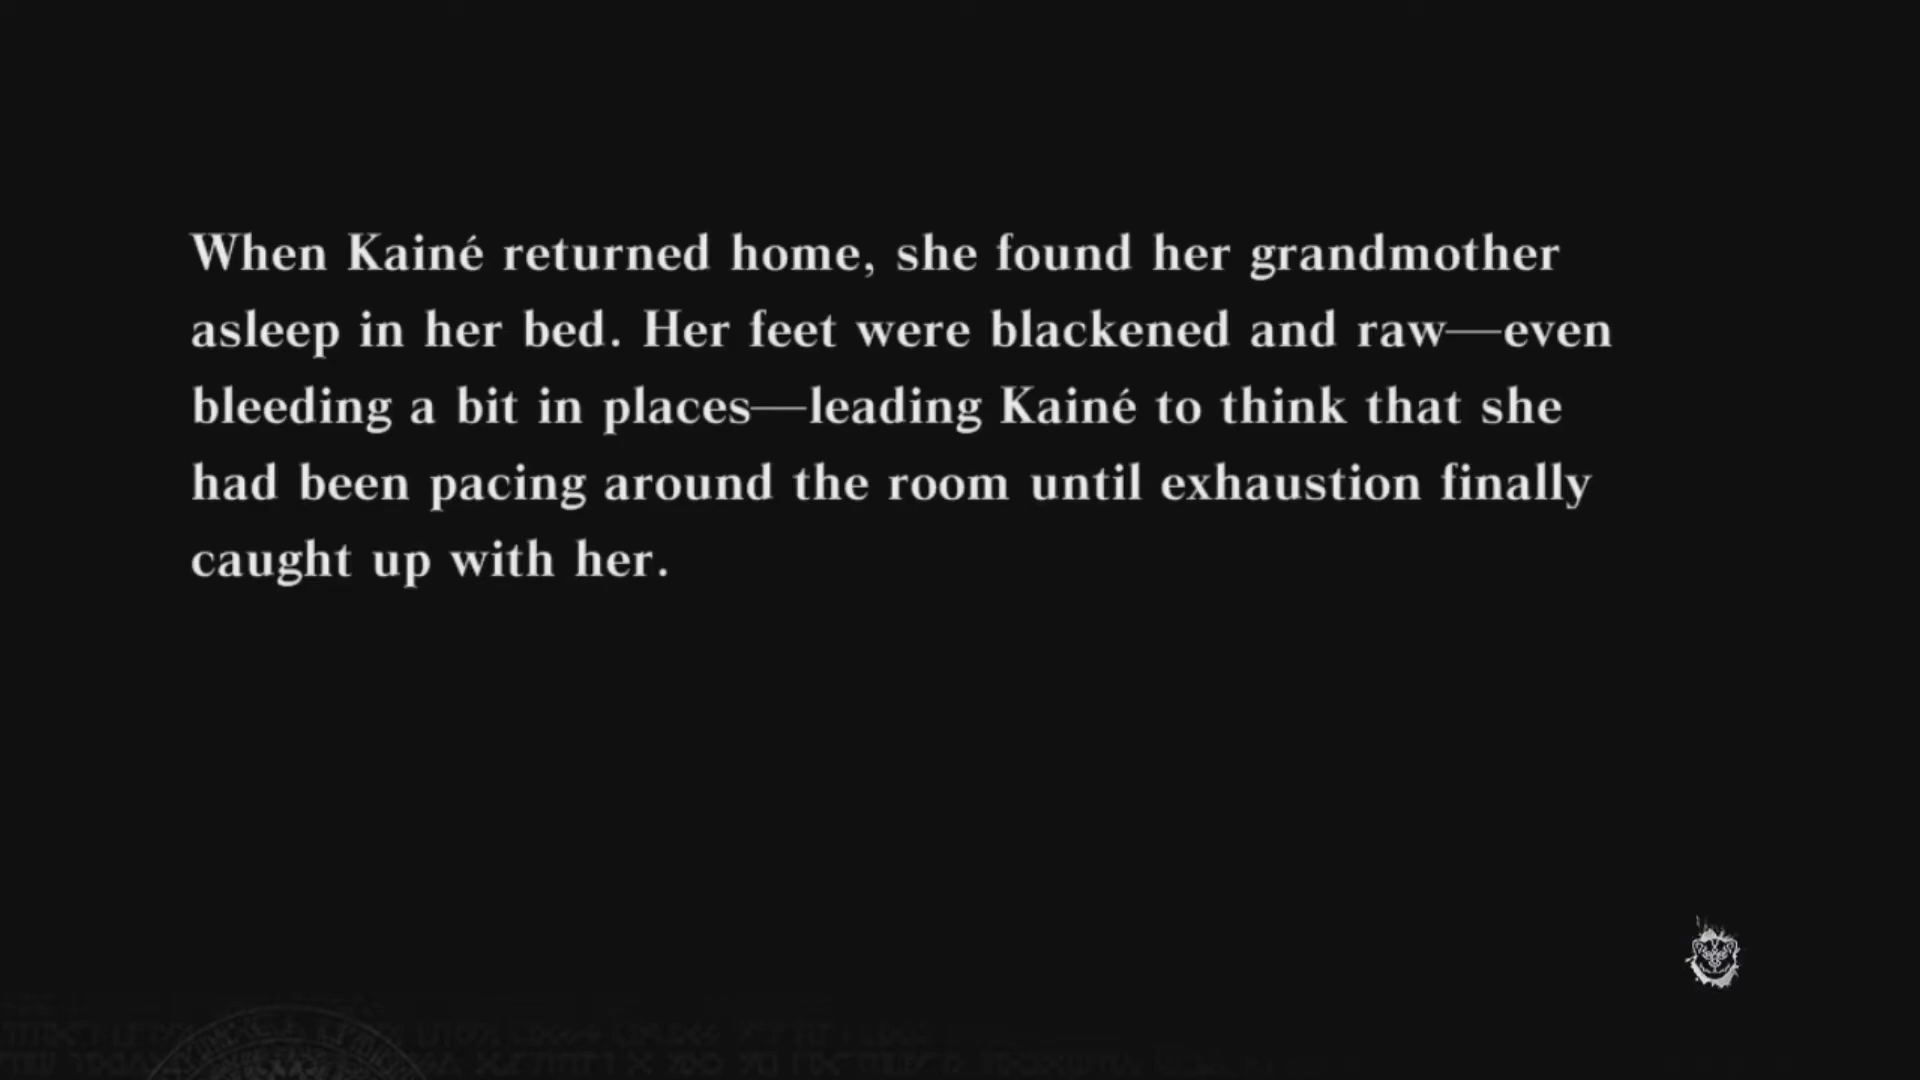 When Kainé returned home, she found her grandmother
asleep in her bed. Her feet were blackened and raw—even
bleeding a bit in places—leading Kainé to think that she
had been pacing around the room until exhaustion finally
caught up with her.